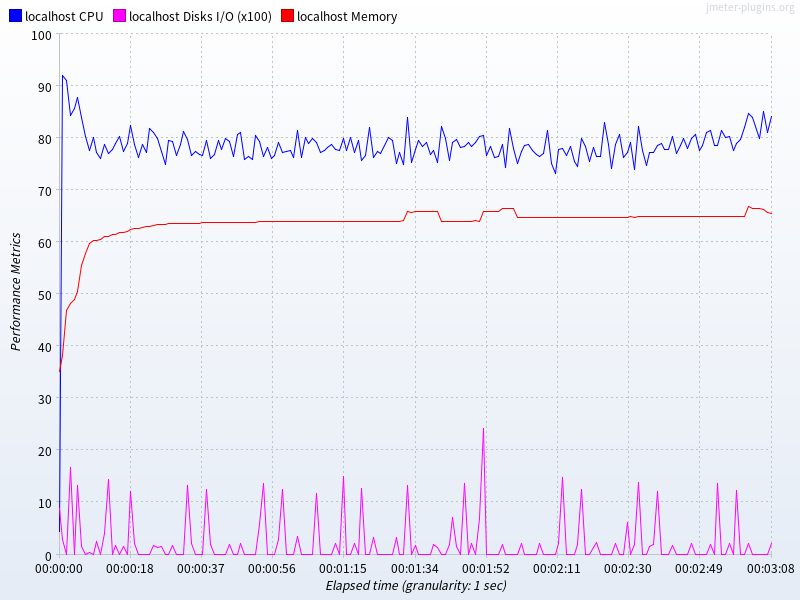 jmeter-plugins.org
localhost CPU localhost Disks I/O (x100) localhost Memory
100
90
80
70
60
50
40
30
20
10
0
Performance Metrics
00:00:00 00:00:18 00:00:37 00:00:56 00:01:15 00:01:34 00:01:52 00:02:11 00:02:30 00:02:49 00:03:08
Elapsed time (granularity: 1 sec)